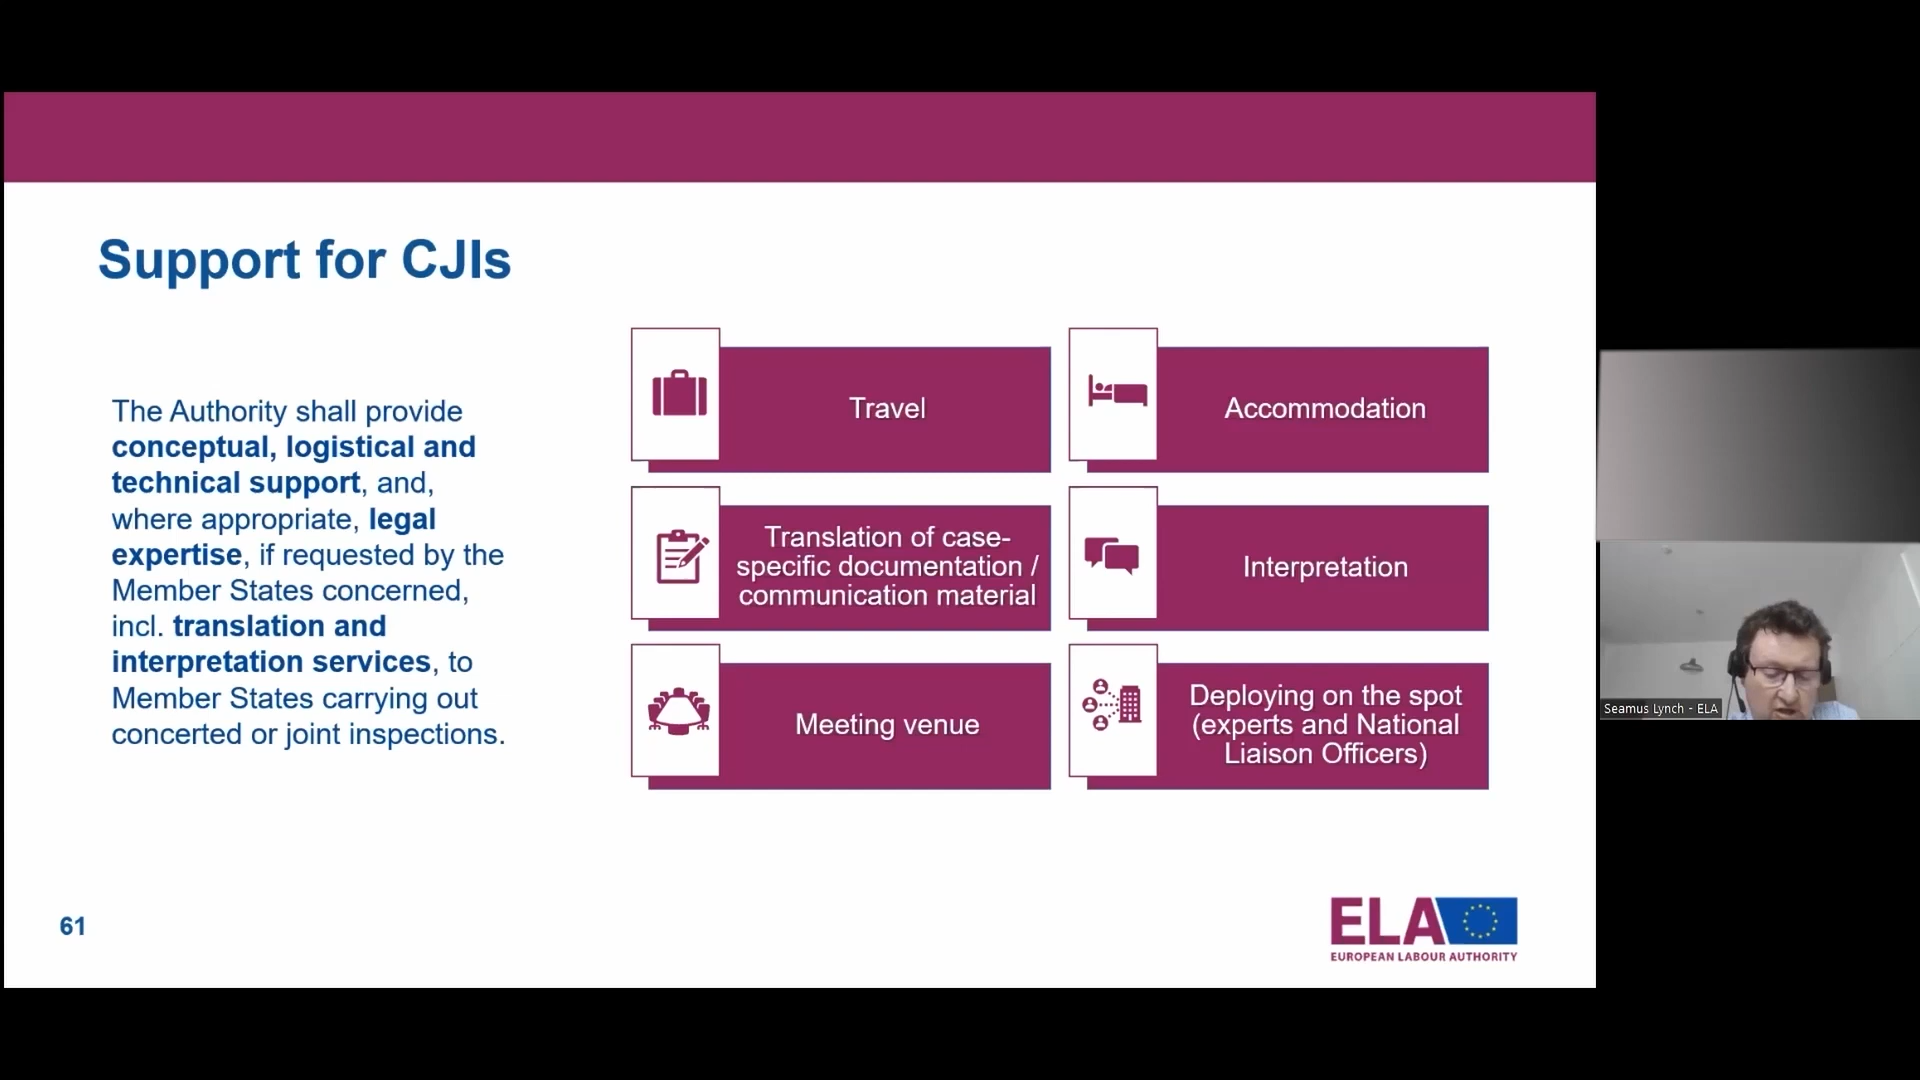 Support for CJIs
The Authority shall provide
conceptual, logistical and
technical support, and,
where appropriate, legal
expertise, if requested by the
Member States concerned,
incl. translation and
interpretation services, to
Member States carrying out
concerted or joint inspections.
Travel
Accommodation
Translation of case-
specific documentation /
communication material
Interpretation
Meeting venue
Deploying on the spot
(experts and National
Liaison Officers)
61
ELA
EUROPEAN LABOUR AUTHORITY
Seamus Lynch - ELA